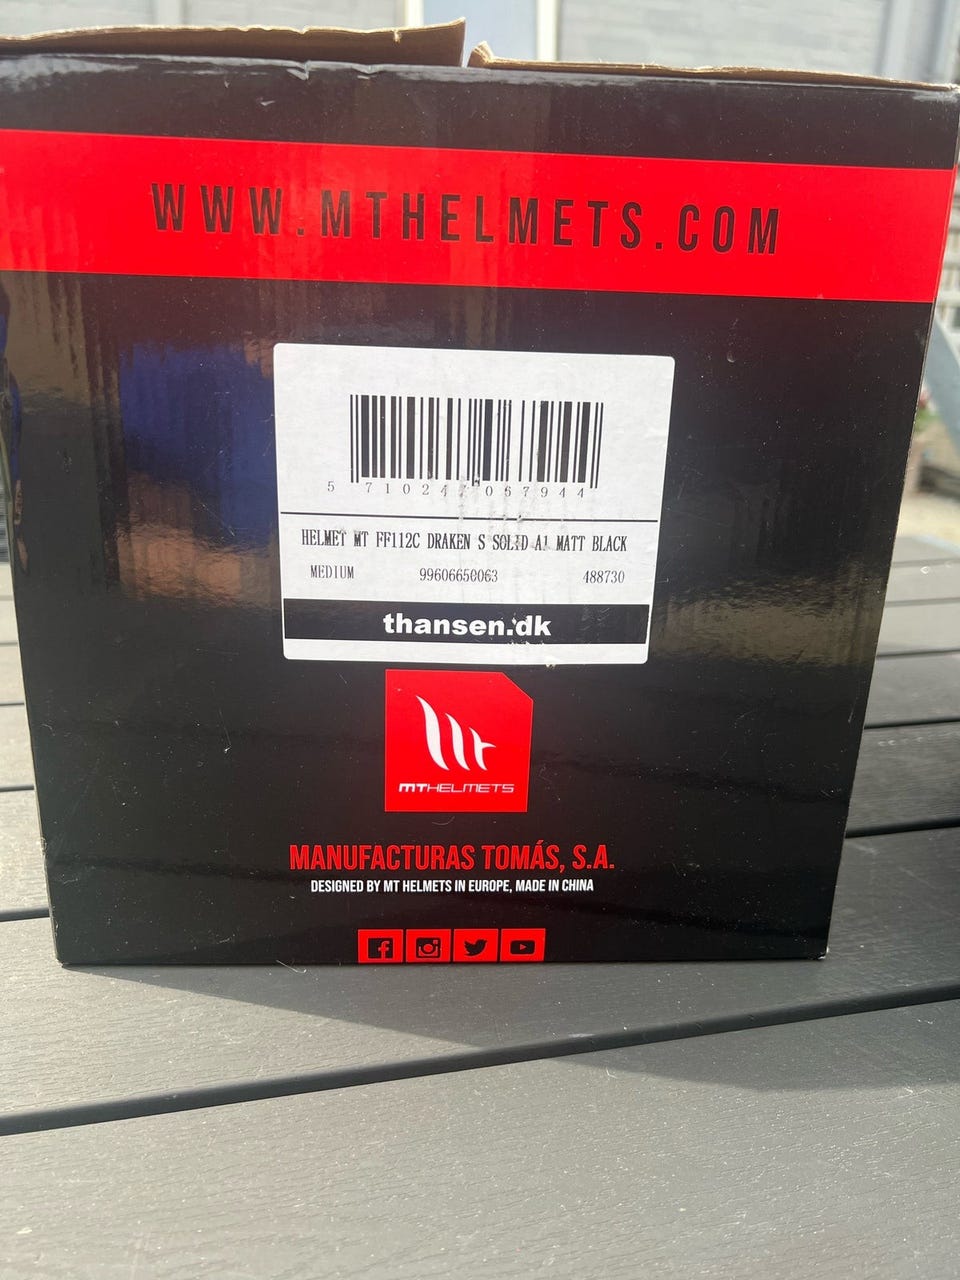 WWW.MTHELMETS.COM
5 710247 067944
HELMET MT FF112C DRAKEN S SOLID A1 MATT BLACK
MEDIUM 99606650063 488730
thansen.dk
MTHELMETS
MANUFACTURAS TOMÁS, S.A.
DESIGNED BY MT HELMETS IN EUROPE, MADE IN CHINA